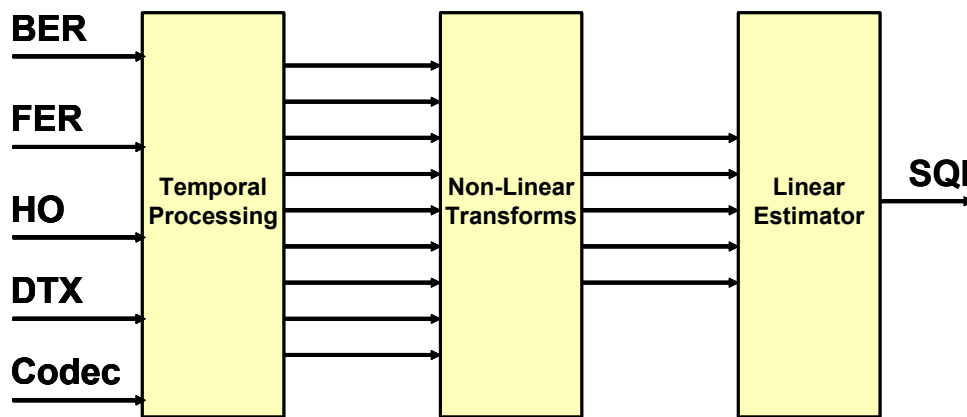 BER
FER
HO
DTX
Codec
Temporal
Processing
Non-Linear
Transforms
Linear
Estimator
SQI